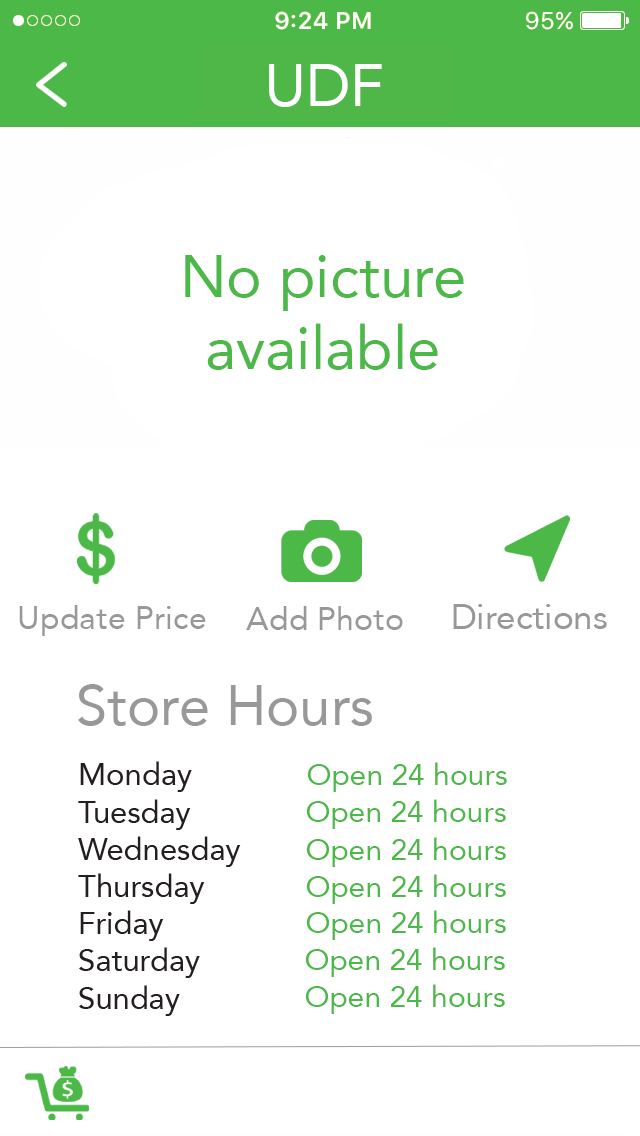 9:24 PM 95%
UDF
No picture
available
$
Update Price Add Photo Directions
Store Hours
Monday Open 24 hours
Tuesday Open 24 hours
Wednesday Open 24 hours
Thursday Open 24 hours
Friday Open 24 hours
Saturday Open 24 hours
Sunday Open 24 hours
$